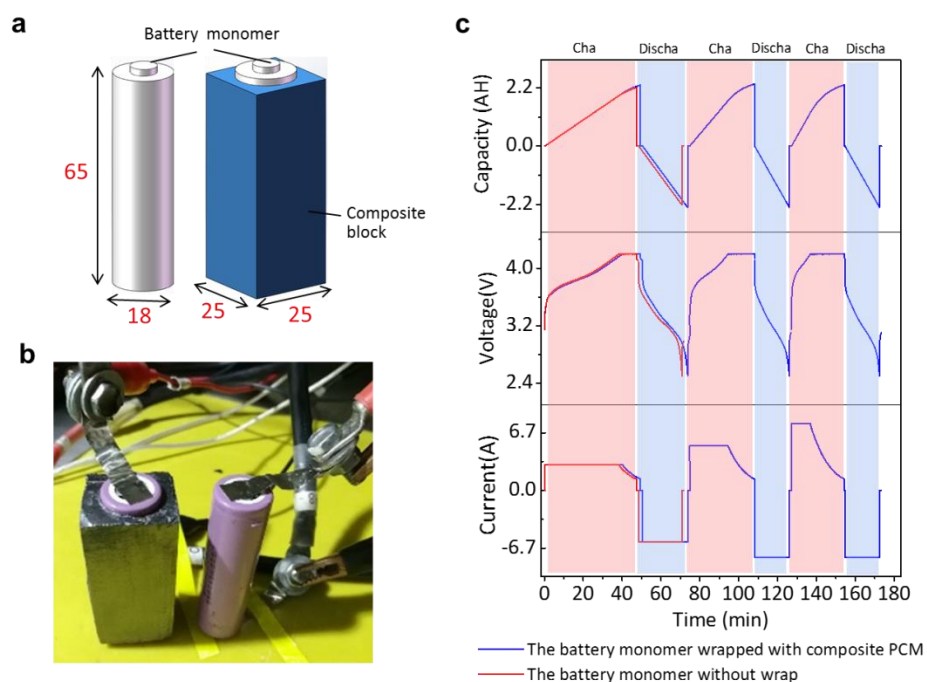 a
Battery monomer
65
18
25
25
Composite
block
b
c
Cha Discha Cha Discha Cha Discha
Capacity (AH)
2.2
0.0
-2.2
Voltage(V)
4.0
3.2
2.4
Current(A)
6.7
0.0
-6.7
0 20 40 60 80 100 120 140 160 180
Time (min)
The battery monomer wrapped with composite PCM
The battery monomer without wrap